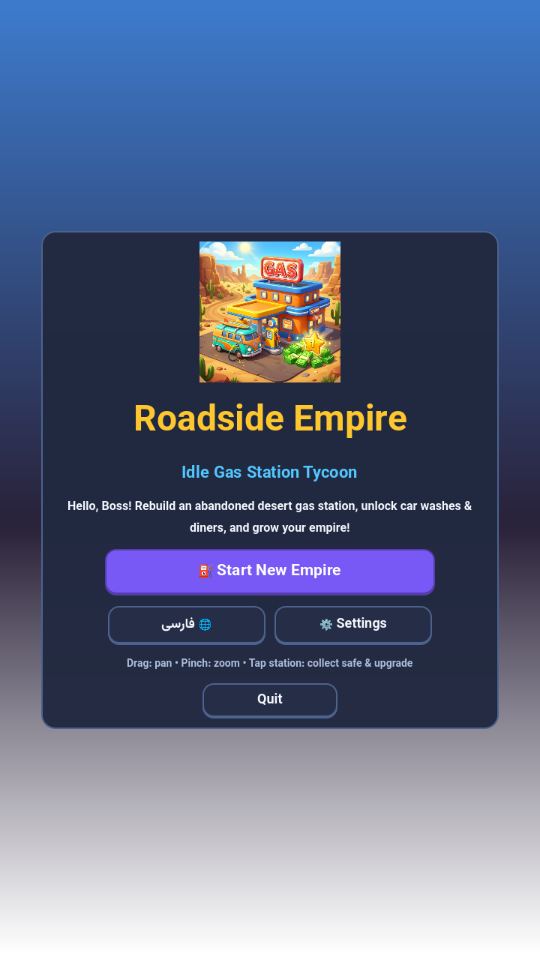 GAS
Roadside Empire
Idle Gas Station Tycoon
Hello, Boss! Rebuild an abandoned desert gas station, unlock car washes &
diners, and grow your empire!
⛽ Start New Empire
فارسی 🌐
⚙️ Settings
Drag: pan • Pinch: zoom • Tap station: collect safe & upgrade
Quit